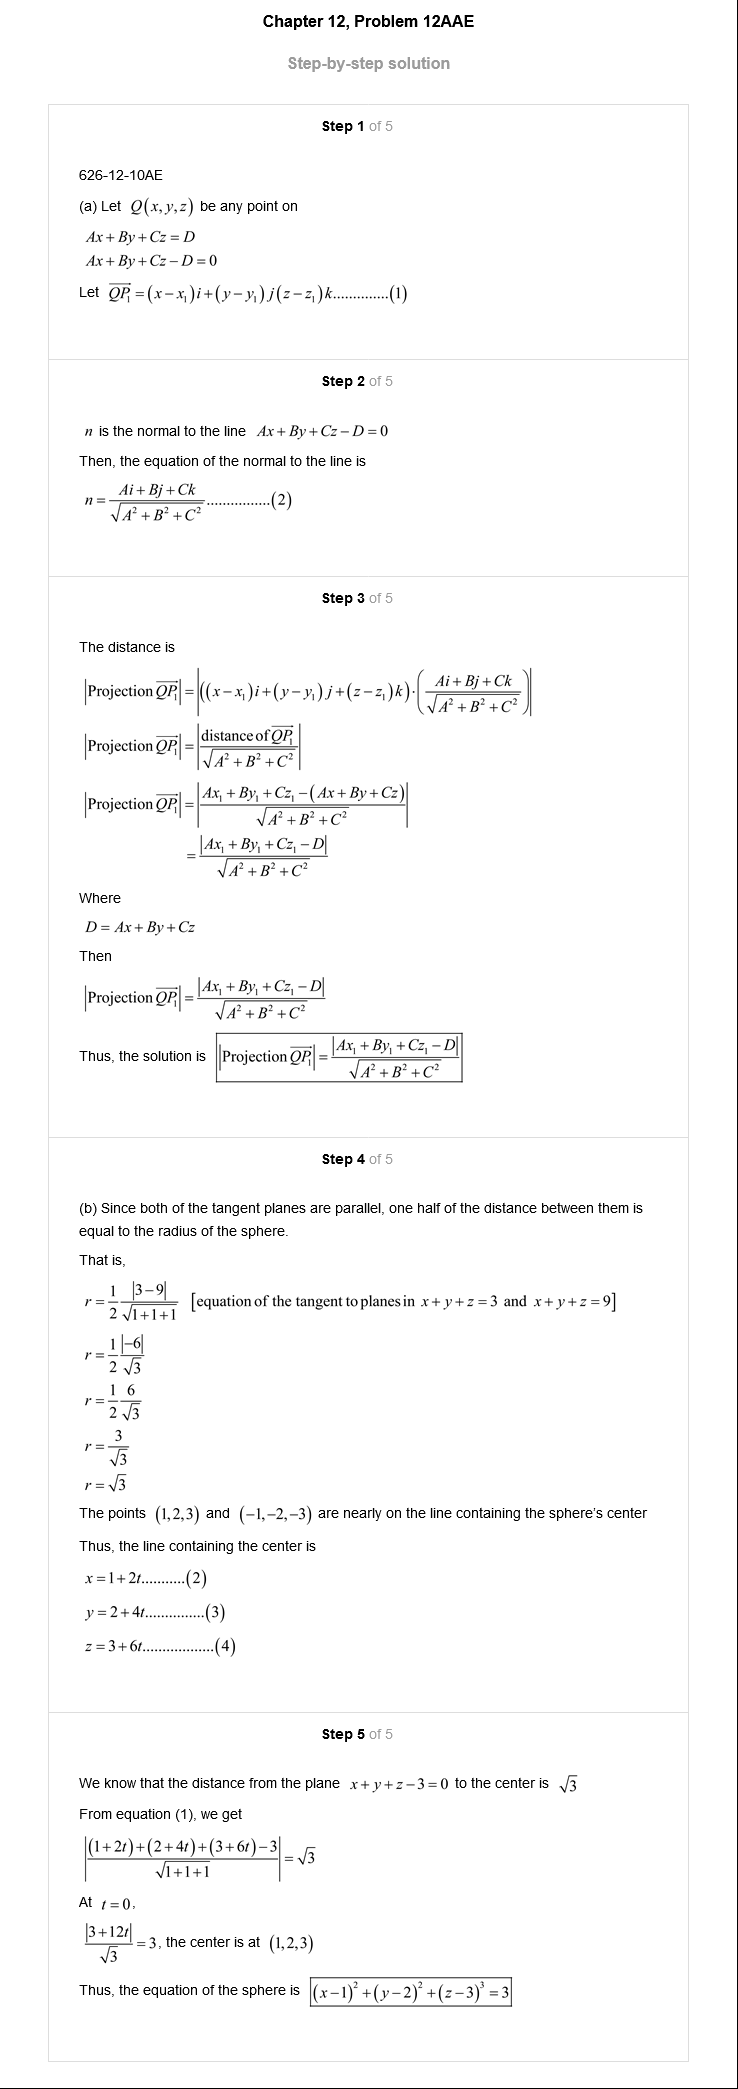 Chapter 12, Problem 12AAE
Step-by-step solution
Step 1 of 5
626-12-10AE
(a) Let Q(x, y, z) be any point on
Ax + By + Cz = D
Ax + By + Cz − D = 0
Let $\overrightarrow{QP_1}$ = (x − x₁)i + (y − y₁)j(z − z₁)k..............(1)
Step 2 of 5
n is the normal to the line Ax + By + Cz − D = 0
Then, the equation of the normal to the line is
$n = \frac{Ai + Bj + Ck}{\sqrt{A^2 + B^2 + C^2}}$................(2)
Step 3 of 5
The distance is
$|\text{Projection } \overrightarrow{QP_1}| = \left|((x - x_1)i + (y - y_1)j + (z - z_1)k) \cdot \left(\frac{Ai + Bj + Ck}{\sqrt{A^2 + B^2 + C^2}}\right)\right|$
$|\text{Projection } \overrightarrow{QP_1}| = \left|\frac{\text{distance of } \overrightarrow{QP_1}}{\sqrt{A^2 + B^2 + C^2}}\right|$
$|\text{Projection } \overrightarrow{QP_1}| = \left|\frac{Ax_1 + By_1 + Cz_1 - (Ax + By + Cz)}{\sqrt{A^2 + B^2 + C^2}}\right|$
$= \frac{|Ax_1 + By_1 + Cz_1 - D|}{\sqrt{A^2 + B^2 + C^2}}$
Where
D = Ax + By + Cz
Then
$|\text{Projection } \overrightarrow{QP_1}| = \frac{|Ax_1 + By_1 + Cz_1 - D|}{\sqrt{A^2 + B^2 + C^2}}$
Thus, the solution is $|\text{Projection } \overrightarrow{QP_1}| = \frac{|Ax_1 + By_1 + Cz_1 - D|}{\sqrt{A^2 + B^2 + C^2}}$
Step 4 of 5
(b) Since both of the tangent planes are parallel, one half of the distance between them is
equal to the radius of the sphere.
That is,
$r = \frac{1}{2}\frac{|3 - 9|}{\sqrt{1 + 1 + 1}}$ [equation of the tangent to planes in x + y + z = 3 and x + y + z = 9]
$r = \frac{1}{2}\frac{|-6|}{\sqrt{3}}$
$r = \frac{1}{2}\frac{6}{\sqrt{3}}$
$r = \frac{3}{\sqrt{3}}$
$r = \sqrt{3}$
The points (1,2,3) and (−1,−2,−3) are nearly on the line containing the sphere's center
Thus, the line containing the center is
x = 1 + 2t...........(2)
y = 2 + 4t...............(3)
z = 3 + 6t..................(4)
Step 5 of 5
We know that the distance from the plane x + y + z − 3 = 0 to the center is $\sqrt{3}$
From equation (1), we get
$\left|\frac{(1 + 2t) + (2 + 4t) + (3 + 6t) - 3}{\sqrt{1 + 1 + 1}}\right| = \sqrt{3}$
At t = 0,
$\frac{|3 + 12t|}{\sqrt{3}} = 3$, the center is at (1,2,3)
Thus, the equation of the sphere is $(x - 1)^2 + (y - 2)^2 + (z - 3)^3 = 3$